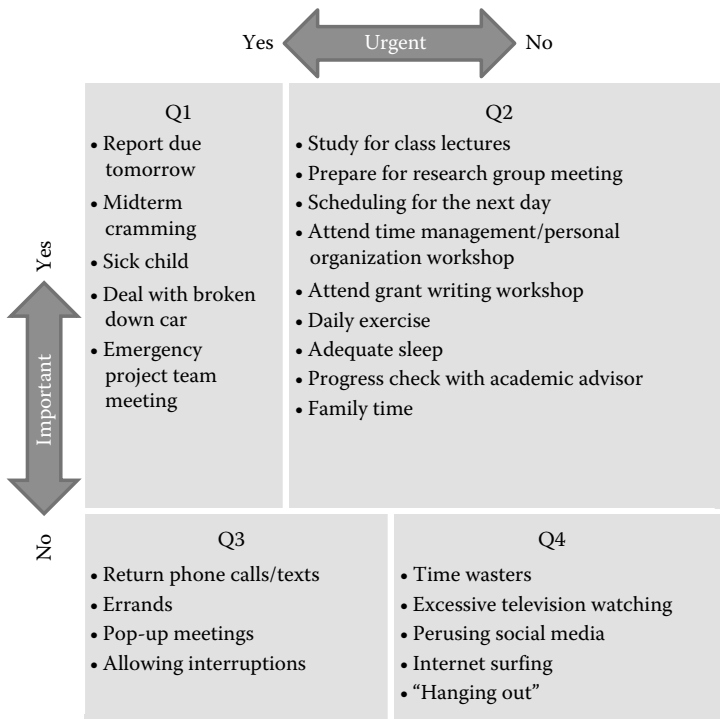 Yes Urgent No
Q1
• Report due
tomorrow
• Midterm
cramming
• Sick child
• Deal with broken
down car
• Emergency
project team
meeting
Q2
• Study for class lectures
• Prepare for research group meeting
• Scheduling for the next day
• Attend time management/personal
organization workshop
• Attend grant writing workshop
• Daily exercise
• Adequate sleep
• Progress check with academic advisor
• Family time
Yes
Important
No
Q3
• Return phone calls/texts
• Errands
• Pop-up meetings
• Allowing interruptions
Q4
• Time wasters
• Excessive television watching
• Perusing social media
• Internet surfing
• “Hanging out”